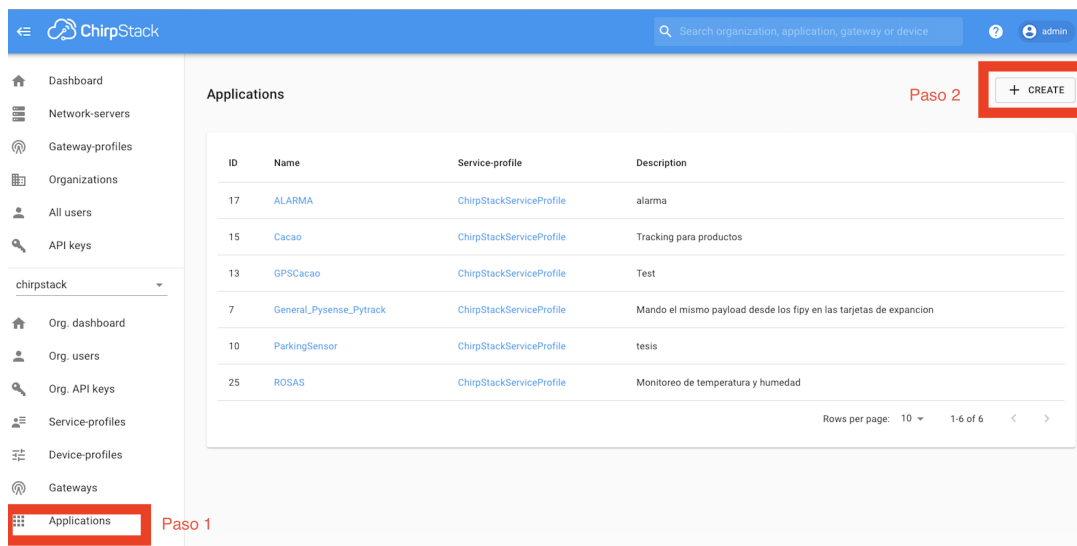 ChirpStack
Search organization, application, gateway or device
?
admin
Dashboard
Network-servers
Gateway-profiles
Organizations
All users
API keys
chirpstack
Org. dashboard
Org. users
Org. API keys
Service-profiles
Device-profiles
Gateways
Applications
Paso 1
Applications
Paso 2
+ CREATE
ID Name Service-profile Description
17 ALARMA ChirpStackServiceProfile alarma
15 Cacao ChirpStackServiceProfile Tracking para productos
13 GPSCacao ChirpStackServiceProfile Test
7 General_Pysense_Pytrack ChirpStackServiceProfile Mando el mismo payload desde los fipy en las tarjetas de expancion
10 ParkingSensor ChirpStackServiceProfile tesis
25 ROSAS ChirpStackServiceProfile Monitoreo de temperatura y humedad
Rows per page: 10 1-6 of 6